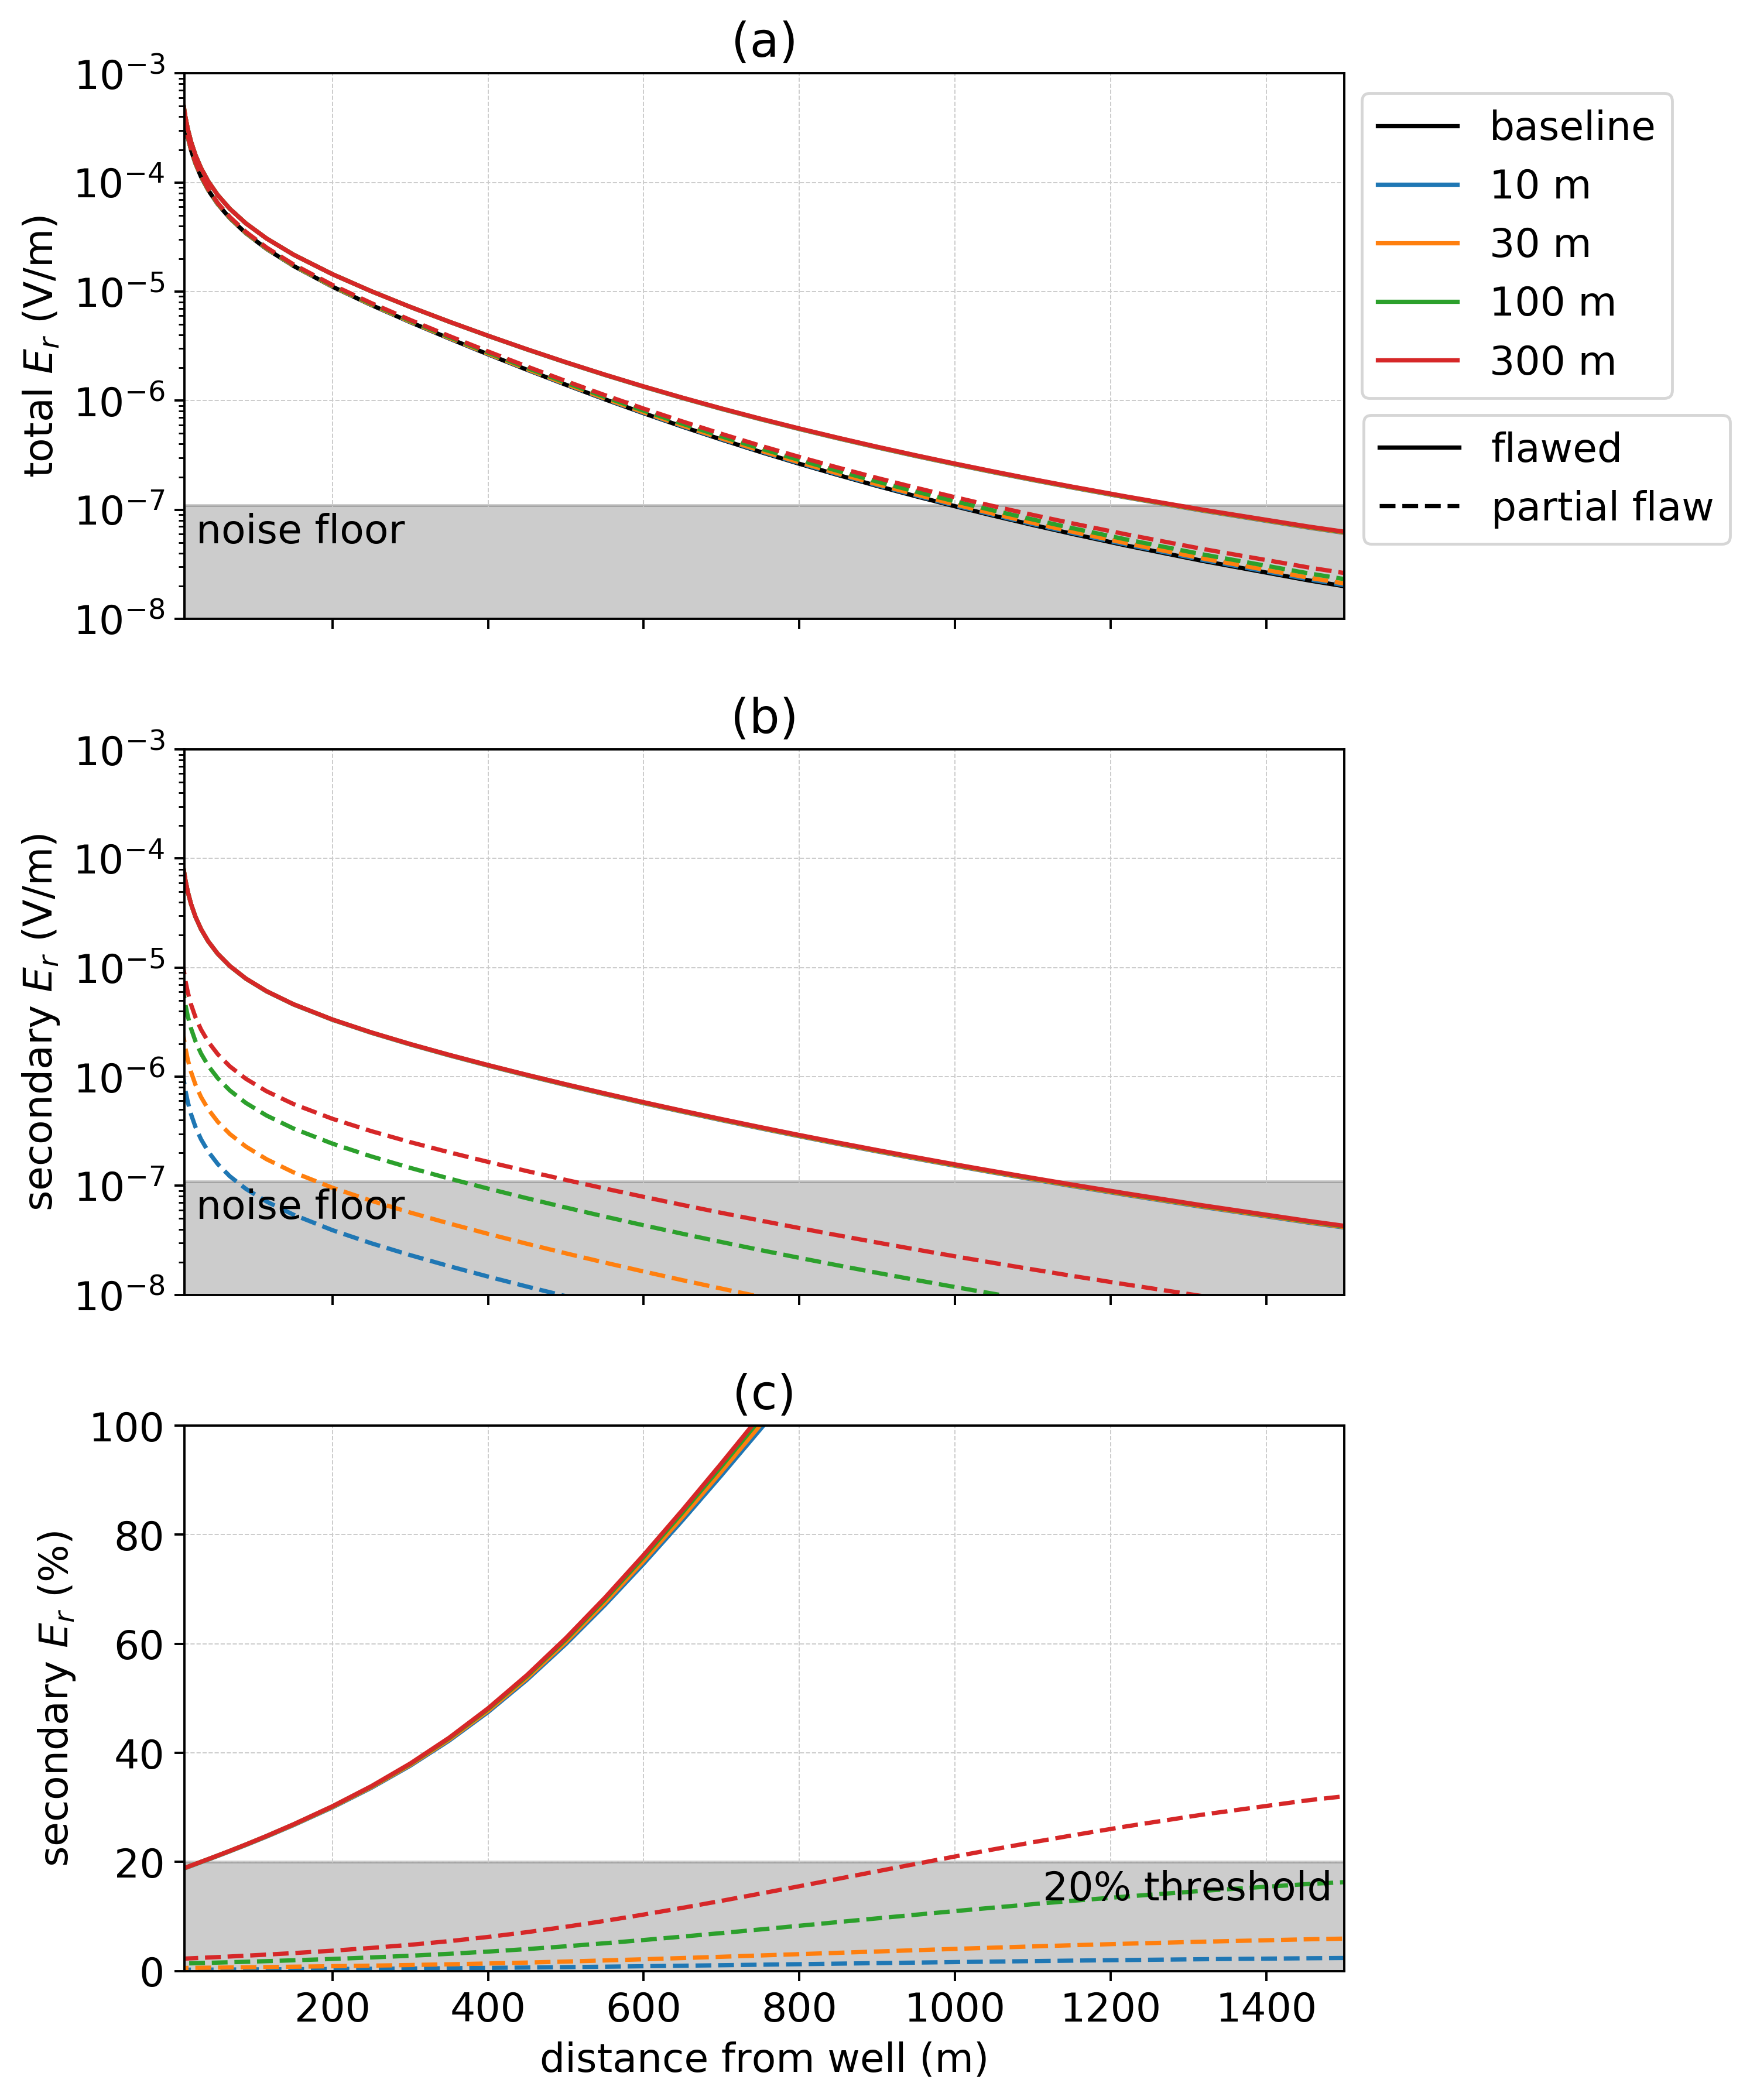 (a)
10⁻³
10⁻⁴
10⁻⁵
10⁻⁶
10⁻⁷
10⁻⁸
total Eᵣ (V/m)
noise floor
baseline
10 m
30 m
100 m
300 m
flawed
partial flaw
(b)
10⁻³
10⁻⁴
10⁻⁵
10⁻⁶
10⁻⁷
10⁻⁸
secondary Eᵣ (V/m)
noise floor
(c)
100
80
60
40
20
0
secondary Eᵣ (%)
20% threshold
200 400 600 800 1000 1200 1400
distance from well (m)